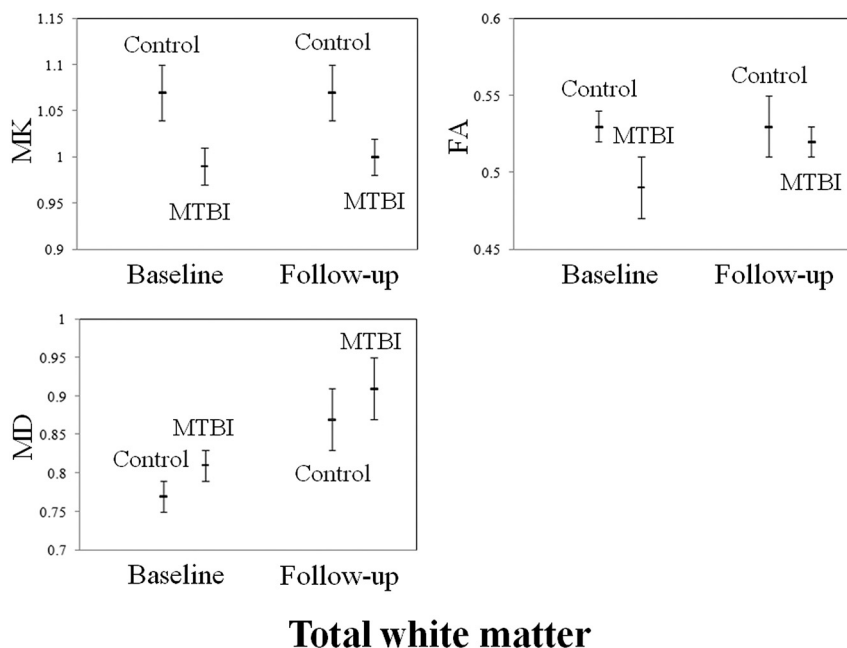 1.15
1.1
1.05
1
0.95
0.9
MK
Control
MTBI
Control
MTBI
Baseline
Follow-up
0.6
0.55
0.5
0.45
FA
Control
MTBI
Control
MTBI
Baseline
Follow-up
1
0.95
0.9
0.85
0.8
0.75
0.7
MD
Control
MTBI
Control
MTBI
Baseline
Follow-up
Total white matter